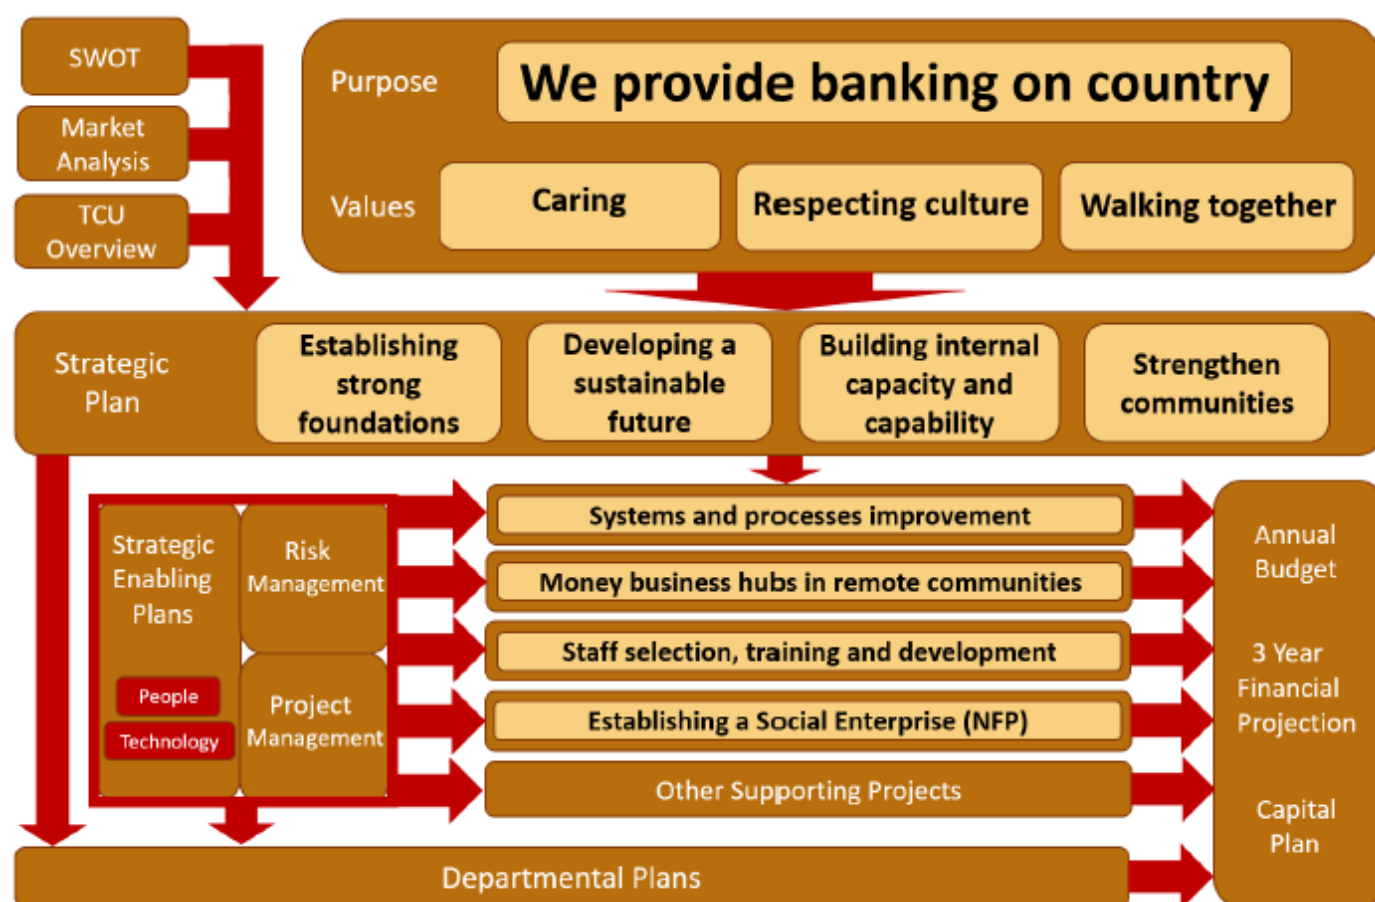 SWOT
Market
Analysis
TCU
Overview
Purpose
We provide banking on country
Values
Caring
Respecting culture
Walking together
Strategic
Plan
Establishing
strong
foundations
Developing a
sustainable
future
Building internal
capacity and
capability
Strengthen
communities
Strategic
Enabling
Plans
People
Technology
Risk
Management
Project
Management
Systems and processes improvement
Money business hubs in remote communities
Staff selection, training and development
Establishing a Social Enterprise (NFP)
Other Supporting Projects
Annual
Budget
3 Year
Financial
Projection
Capital
Plan
Departmental Plans